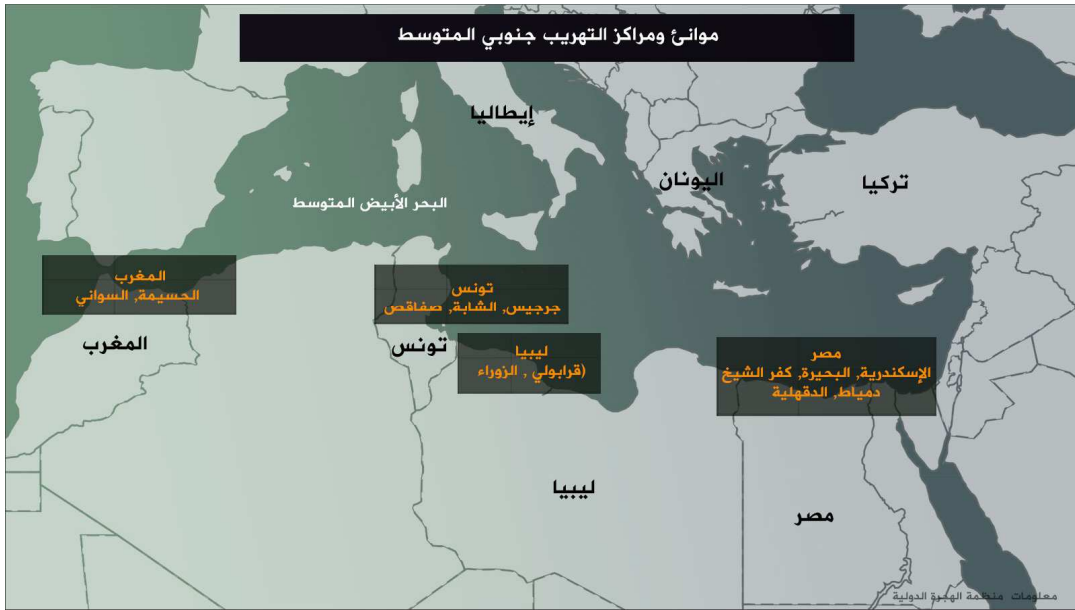 موانئ ومراكز التهريب جنوبي المتوسط
إيطاليا
اليونان
تركيا
البحر الأبيض المتوسط
المغرب
الحسيمة, السواني
تونس
جرجيس, الشابة, صفاقص
المغرب
تونس
ليبيا
(قرابولي , الزوراء
مصر
الإسكندرية, البحيرة, كفر الشيخ
دمياط, الدقهلية
ليبيا
مصر
معلومات منظمة الهجرة الدولية